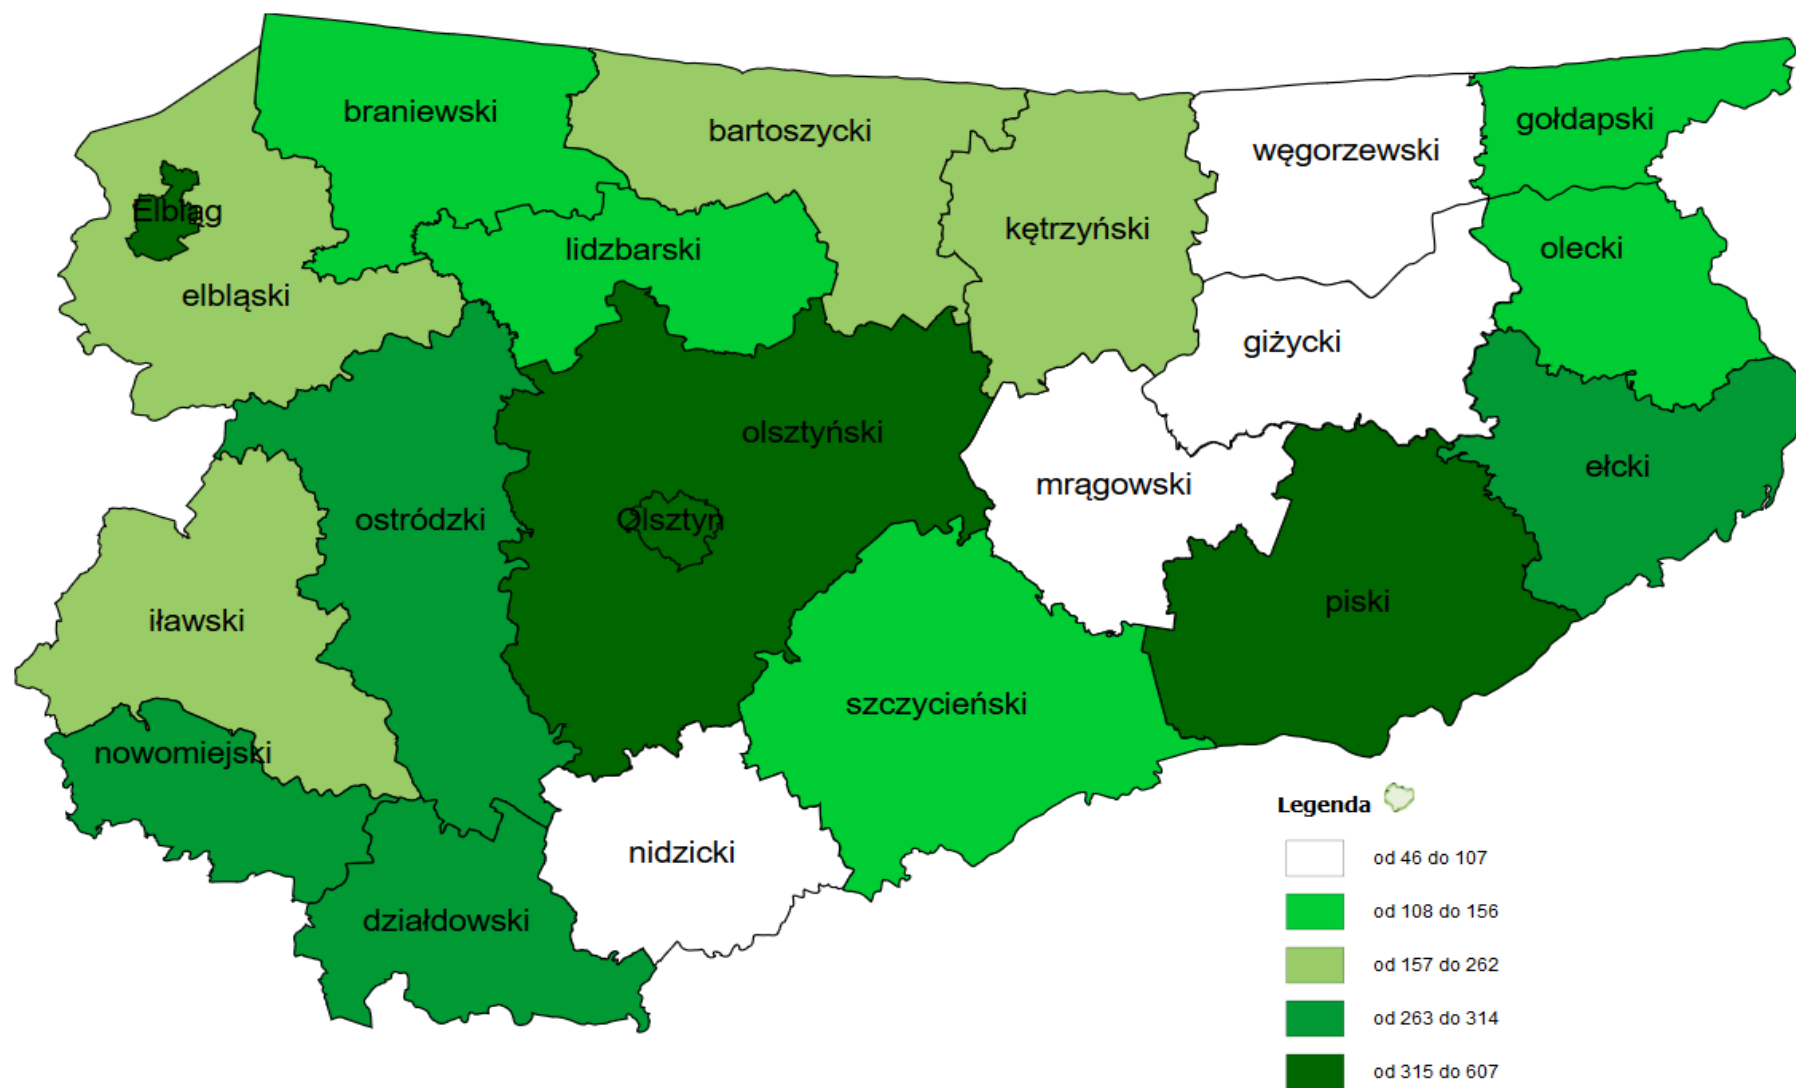 braniewski
bartoszycki
gołdapski
węgorzewski
Elbląg
kętrzyński
lidzbarski
olecki
elbląski
giżycki
olsztyński
ełcki
mrągowski
ostródzki
Olsztyn
piski
iławski
szczycieński
nowomiejski
nidzicki
działdowski
Legenda
od 46 do 107
od 108 do 156
od 157 do 262
od 263 do 314
od 315 do 607